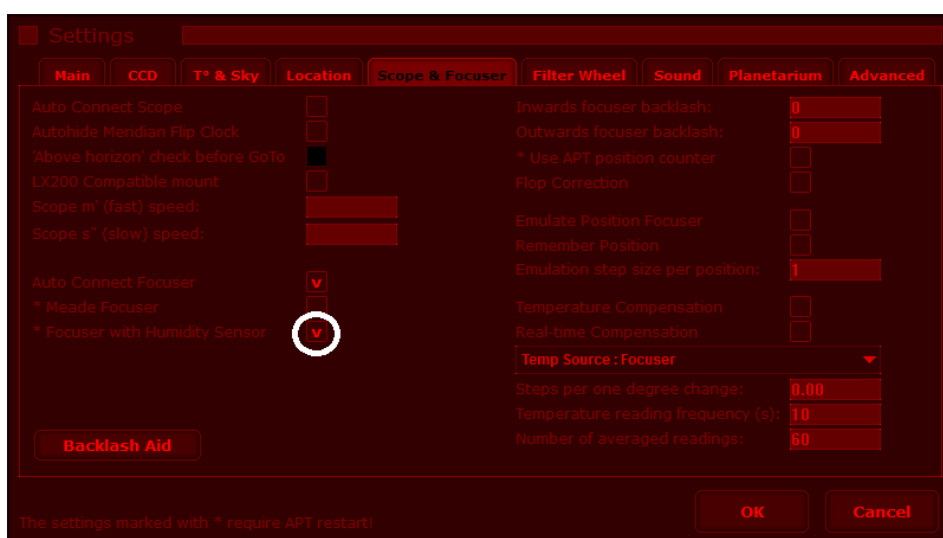 Settings
Main CCD T° & Sky Location Scope & Focuser Filter Wheel Sound Planetarium Advanced
Auto Connect Scope
Autohide Meridian Flip Clock
'Above horizon' check before GoTo
LX200 Compatible mount
Scope m' (fast) speed:
Scope s" (slow) speed:
Auto Connect Focuser v
* Meade Focuser
* Focuser with Humidity Sensor v
Backlash Aid
Inwards focuser backlash: 0
Outwards focuser backlash: 0
* Use APT position counter
Flop Correction
Emulate Position Focuser
Remember Position
Emulation step size per position: 1
Temperature Compensation
Real-time Compensation
Temp Source : Focuser
Steps per one degree change: 0.00
Temperature reading frequency (s): 10
Number of averaged readings: 60
The settings marked with * require APT restart!
OK Cancel